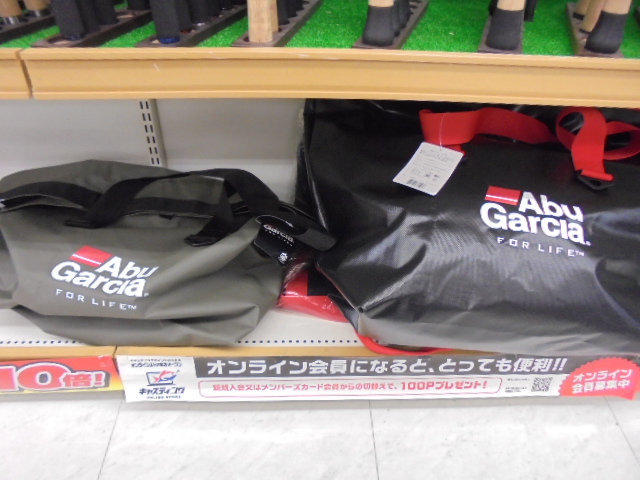 Abu
Garcia®
FOR LIFE™
Abu
Garcia®
FOR LIFE™
Garcia
10倍!
キャスティング
オンライン会員になると、とっても便利!!
新規入会又はメンバーズカード会員からの切替えで、100Pプレゼント!
オンライン
会員募集中